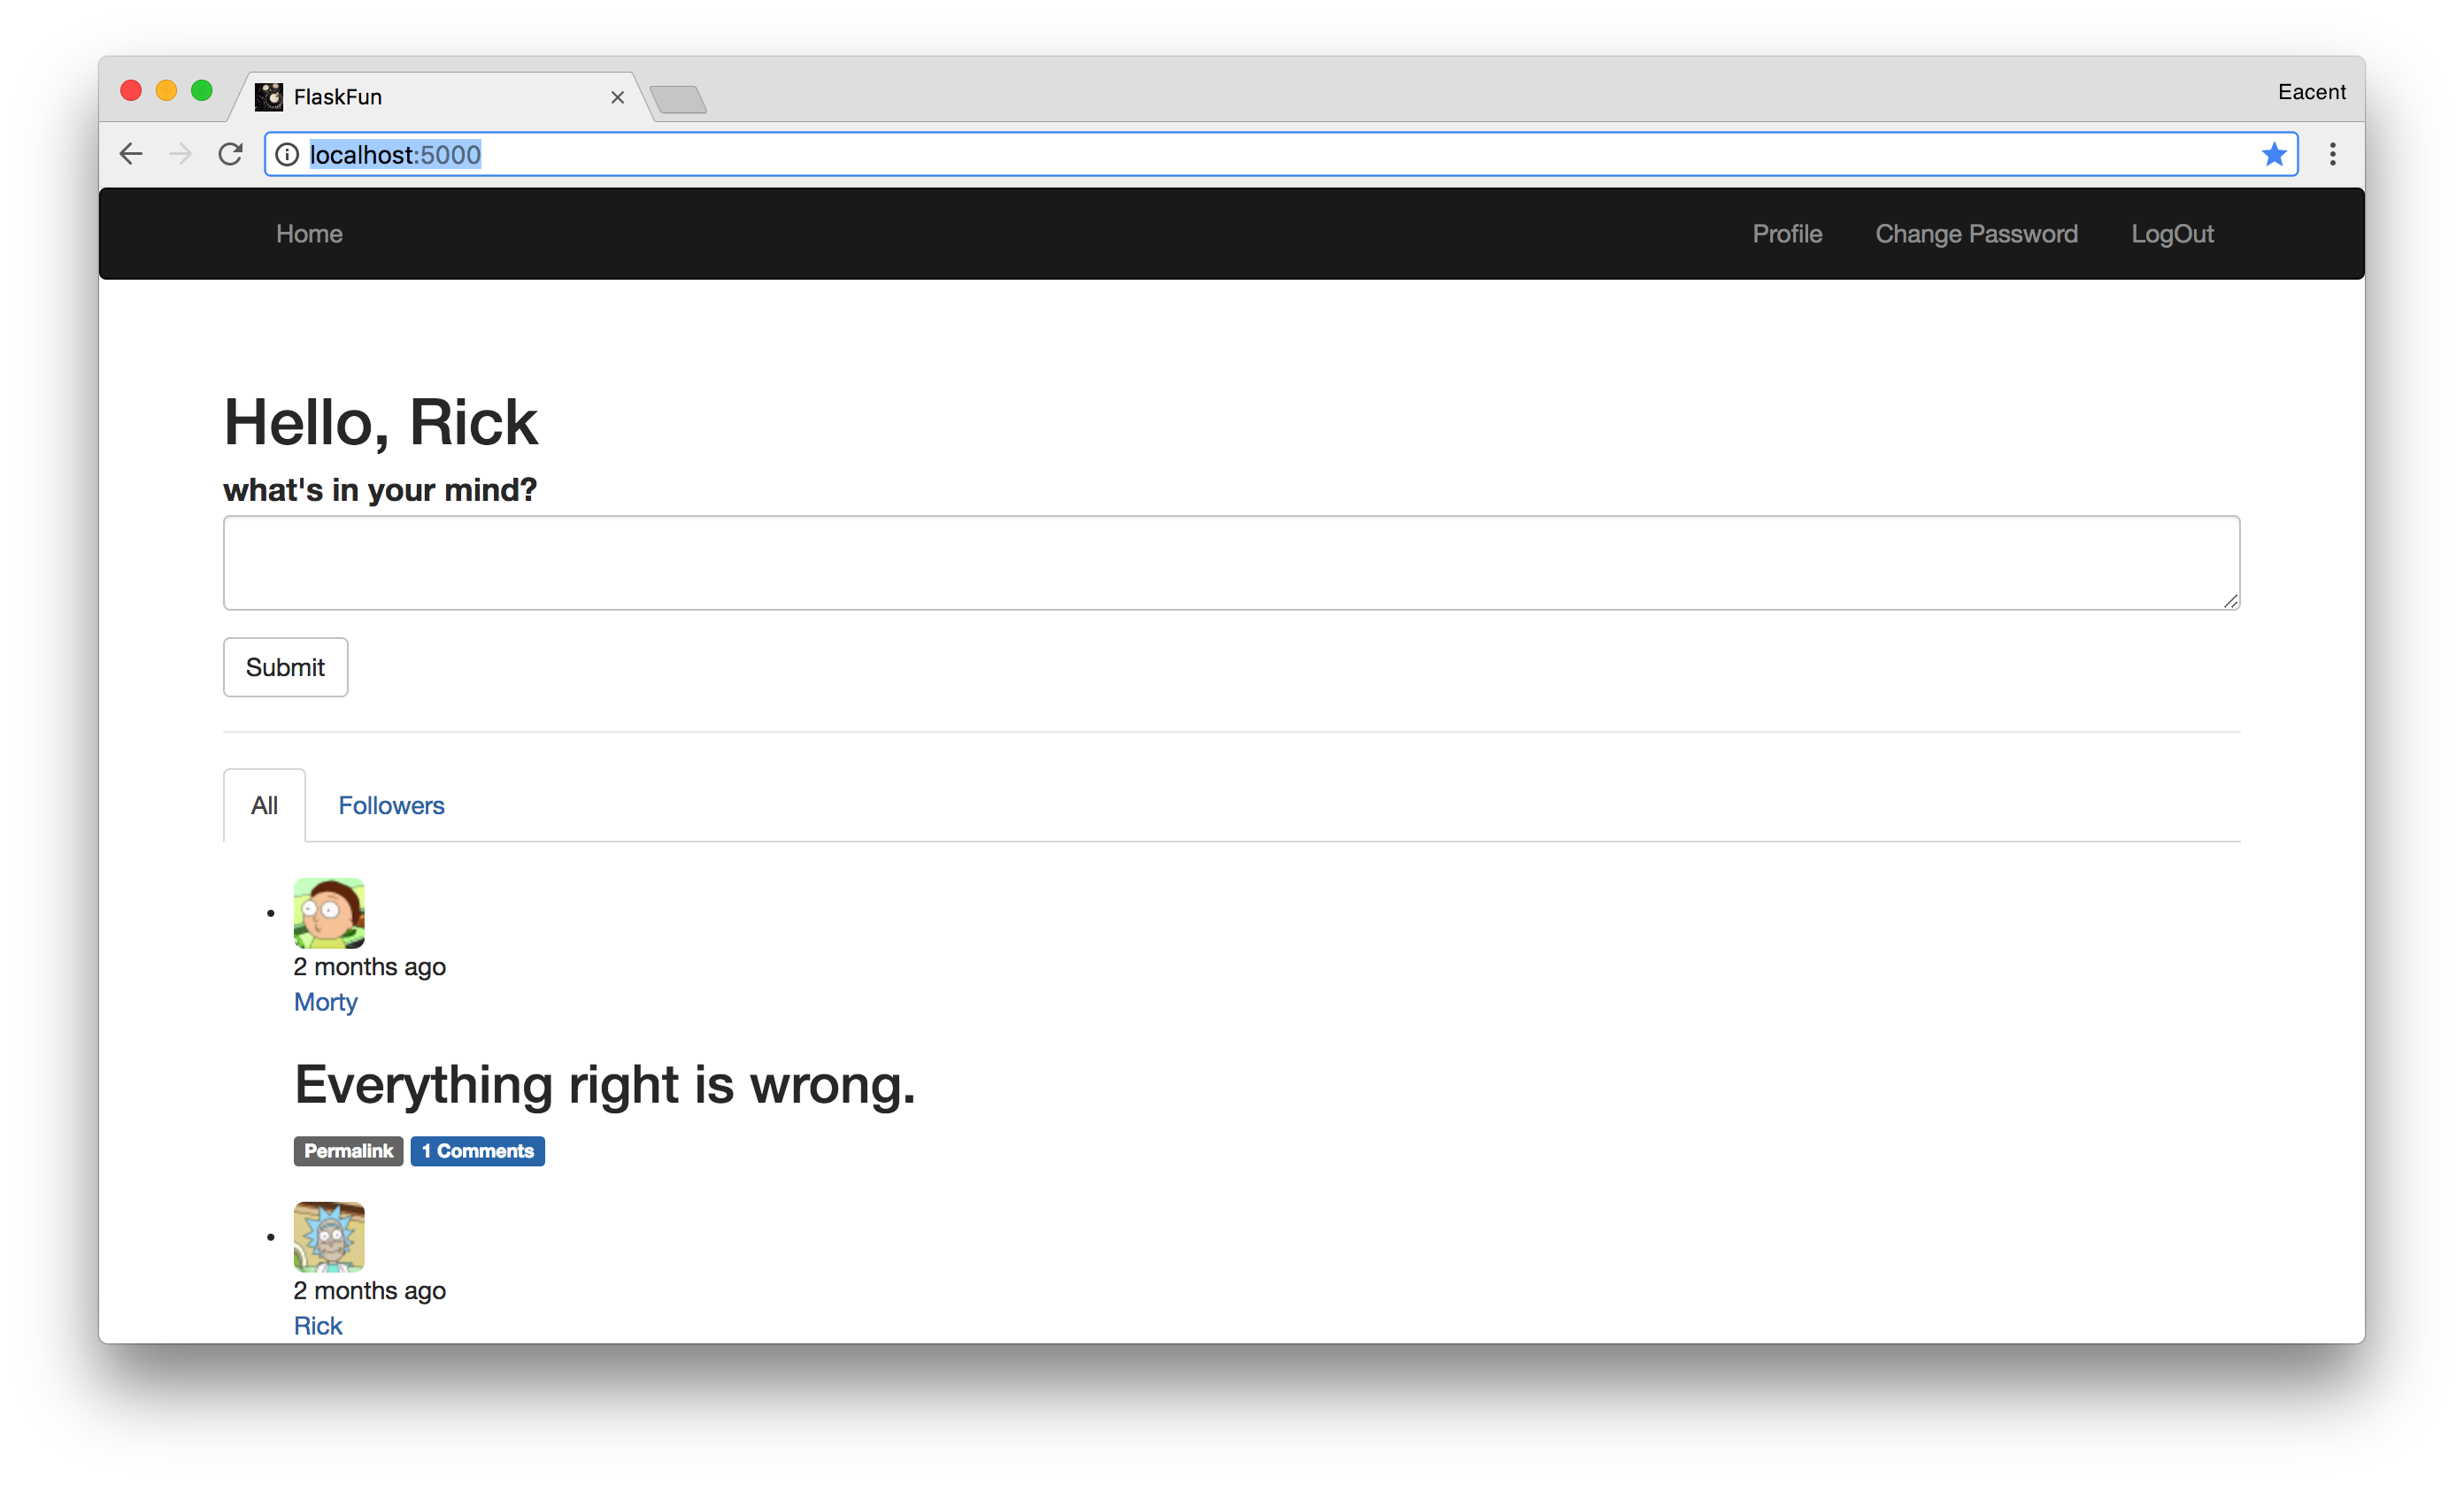 FlaskFun
Eacent
localhost:5000
Home Profile Change Password LogOut
Hello, Rick
what's in your mind?
Submit
All Followers
2 months ago
Morty
Everything right is wrong.
Permalink 1 Comments
2 months ago
Rick